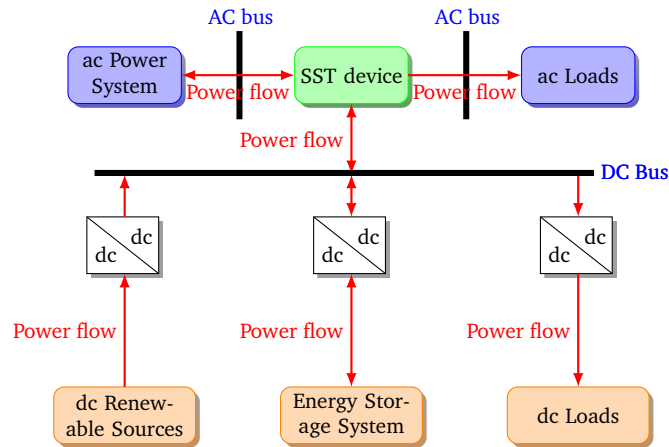 AC bus
AC bus
ac Power
System
SST device
ac Loads
Power flow
Power flow
Power flow
DC Bus
dc
dc
dc
dc
dc
dc
Power flow
Power flow
Power flow
dc Renew-
able Sources
Energy Stor-
age System
dc Loads